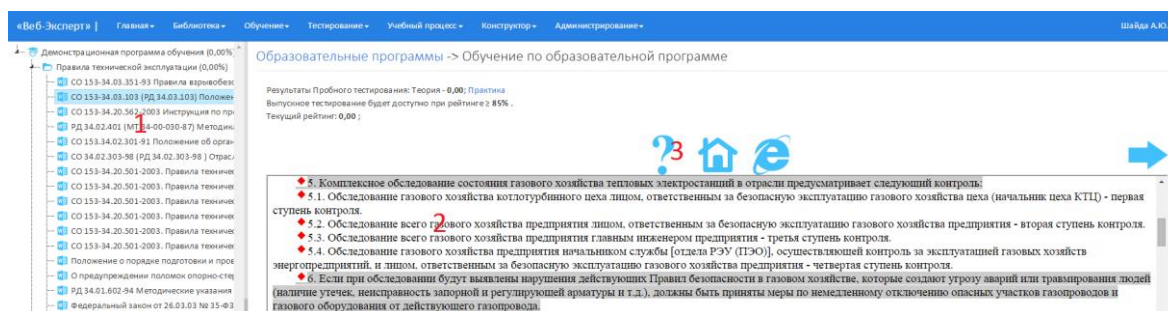 «Веб-Эксперт» | Главная Библиотека Обучение Тестирование Учебный процесс Конструктор Администрирование Шайда А.Ю.
Демонстрационная программа обучения (0,00%)
Правила технической эксплуатации (0,00%)
СО 153-34.03.351-93 Правила взрывобезо
СО 153-34.03.103 (РД 34.03.103) Положен
СО 153-34.20.562-2003 Инструкция по пр
РД 34.02.401 (МТ 34-00-030-87) Методик
1
СО 153.34.02.301-91 Положение об орган
СО 34.02.303-98 (РД 34.02.303-98 ) Отрас
СО 153-34.20.501-2003. Правила техничес
СО 153-34.20.501-2003. Правила техничес
СО 153-34.20.501-2003. Правила техничес
СО 153-34.20.501-2003. Правила техничес
СО 153-34.20.501-2003. Правила техничес
Положение о порядке подготовки и пров
О предупреждении поломок опорно-сте
РД 34.01.602-94 Методические указания
Федеральный закон от 26.03.03 № 35-ФЗ
Образовательные программы -> Обучение по образовательной программе
Результаты Пробного тестирования: Теория - 0,00; Практика
Выпускное тестирование будет доступно при рейтинге ≥ 85% .
Текущий рейтинг: 0,00 ;
? 3
5. Комплексное обследование состояния газового хозяйства тепловых электростанций в отрасли предусматривает следующий контроль:
5.1. Обследование газового хозяйства котлотурбинного цеха лицом, ответственным за безопасную эксплуатацию газового хозяйства цеха (начальник цеха КТЦ) - первая
ступень контроля.
2
5.2. Обследование всего газового хозяйства предприятия лицом, ответственным за безопасную эксплуатацию газового хозяйства предприятия - вторая ступень контроля.
5.3. Обследование всего газового хозяйства предприятия главным инженером предприятия - третья ступень контроля.
5.4. Обследование газового хозяйства предприятия начальником службы [отдела РЭУ (ПЭО)], осуществляющей контроль за эксплуатацией газовых хозяйств
энергопредприятий, и лицом, ответственным за безопасную эксплуатацию газового хозяйства предприятия - четвертая ступень контроля.
6. Если при обследовании будут выявлены нарушения действующих Правил безопасности в газовом хозяйстве, которые создают угрозу аварий или травмирования людей
(наличие утечек, неисправность запорной и регулирующей арматуры и т.д.), должны быть приняты меры по немедленному отключению опасных участков газопроводов и
газового оборудования от действующего газопровода.